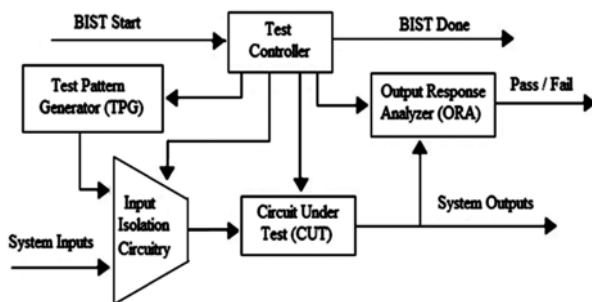 BIST Start
Test
Controller
BIST Done
Test Pattern
Generator (TPG)
Output Response
Analyzer (ORA)
Pass / Fail
Input
Isolation
Circuitry
Circuit Under
Test (CUT)
System Inputs
System Outputs